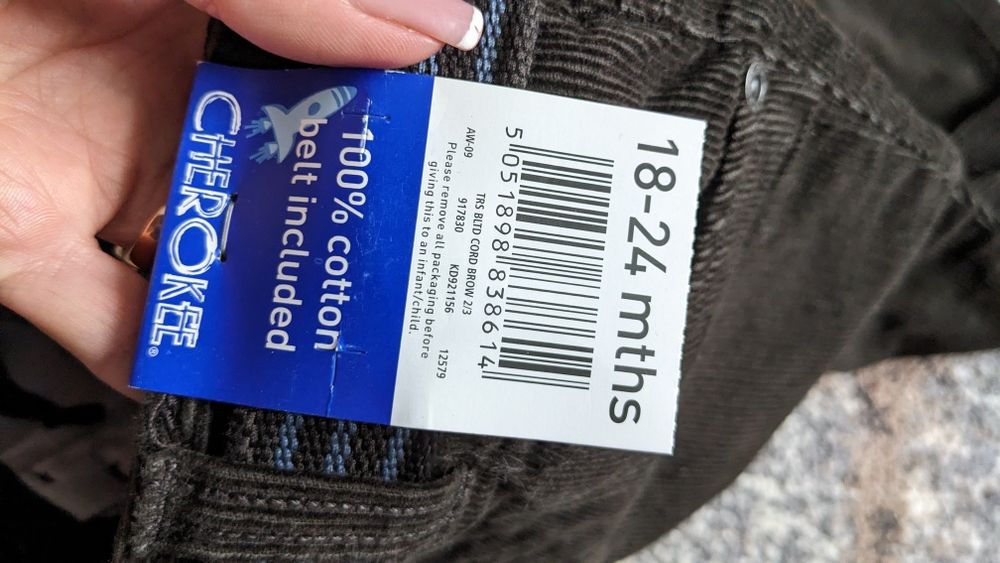 CHEROKEE®
100% cotton
belt included
AW-09 TRS BLTD CORD BROW 2/3
917830 KD921156 12579
Please remove all packaging before
giving this to an infant/child.
5 051898 838614
18-24 mths